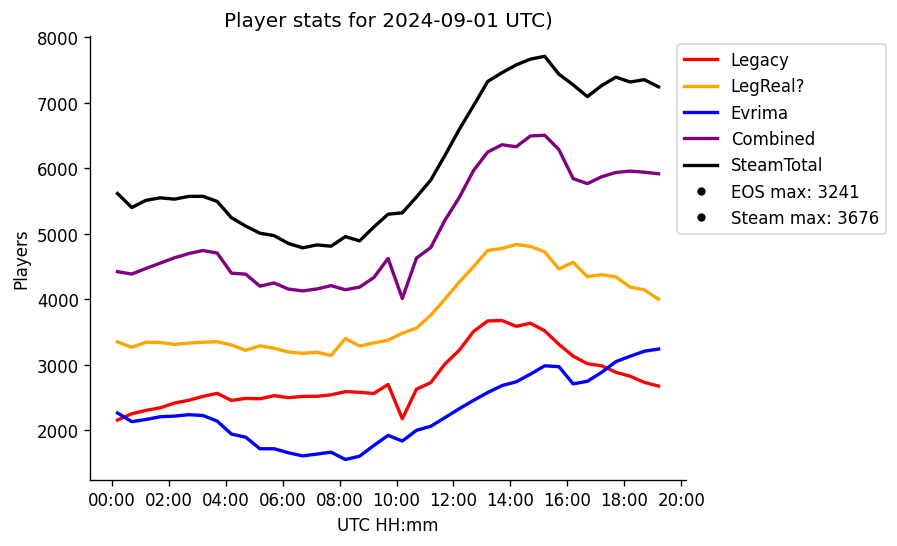 Player stats for 2024-09-01 UTC)
8000
7000
6000
5000
4000
3000
2000
Players
00:00 02:00 04:00 06:00 08:00 10:00 12:00 14:00 16:00 18:00 20:00
UTC HH:mm
Legacy
LegReal?
Evrima
Combined
SteamTotal
EOS max: 3241
Steam max: 3676